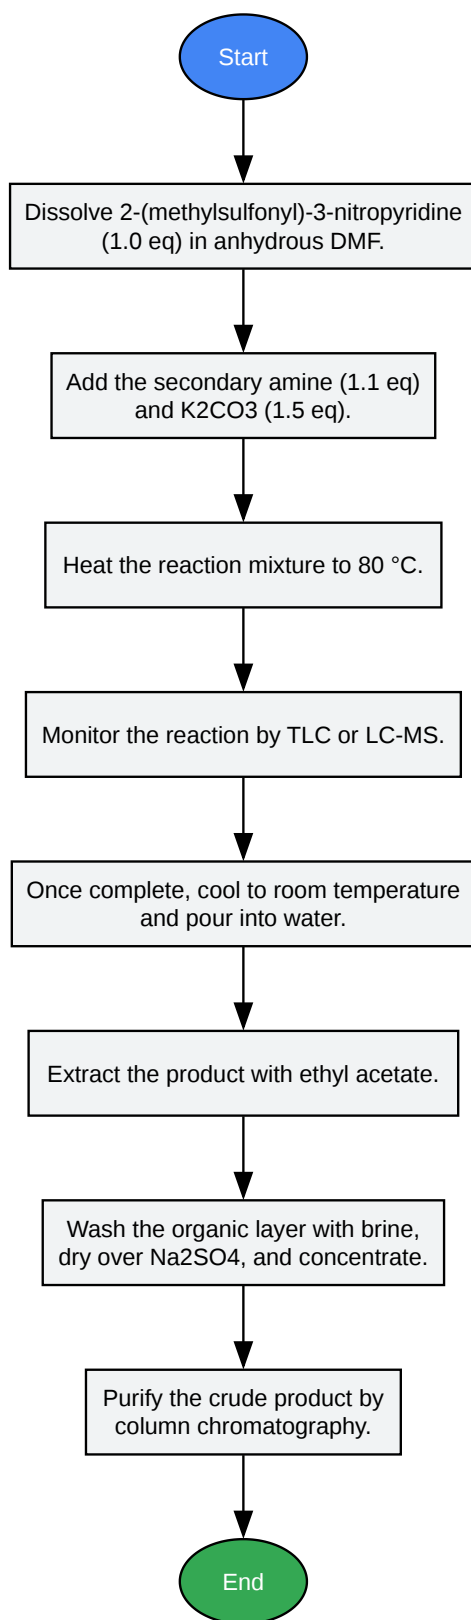 Start
Dissolve 2-(methylsulfonyl)-3-nitropyridine
(1.0 eq) in anhydrous DMF.
Add the secondary amine (1.1 eq)
and K2CO3 (1.5 eq).
Heat the reaction mixture to 80 °C.
Monitor the reaction by TLC or LC-MS.
Once complete, cool to room temperature
and pour into water.
Extract the product with ethyl acetate.
Wash the organic layer with brine,
dry over Na2SO4, and concentrate.
Purify the crude product by
column chromatography.
End